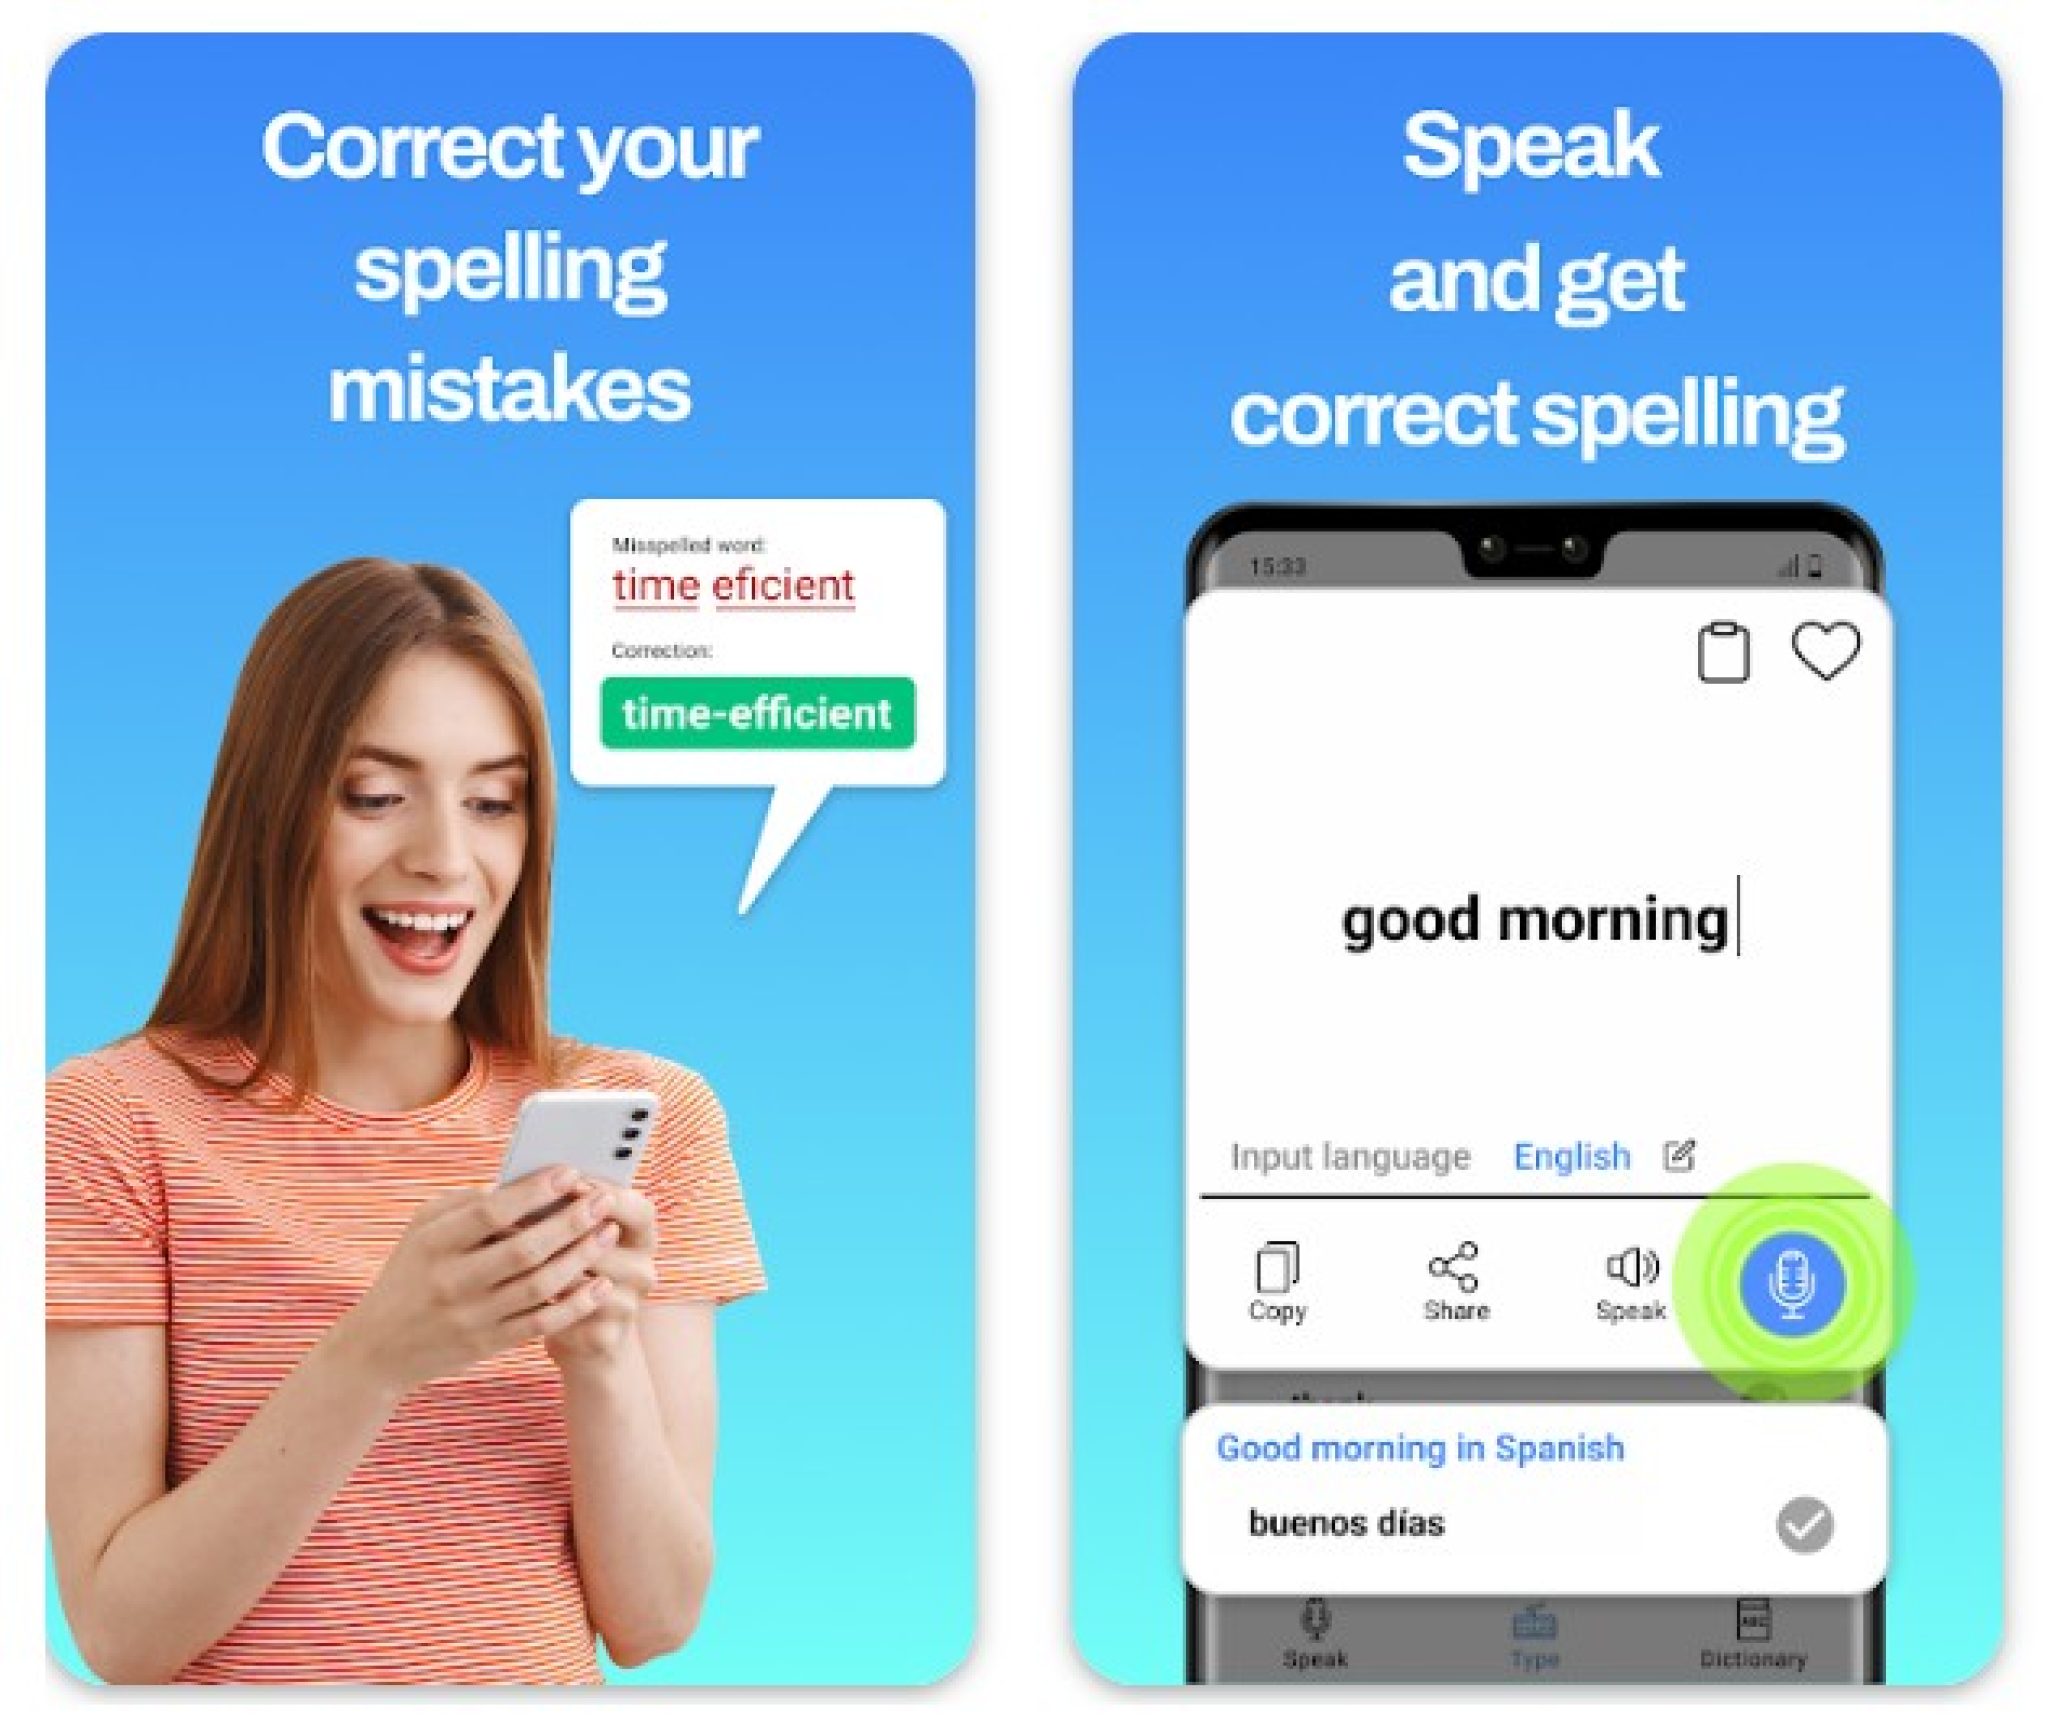 Correct your
spelling
mistakes
Misspelled word:
time eficient
Correction:
time-efficient
Speak
and get
correct spelling
15:33
good morning
Input language English
Copy Share Speak
Good morning in Spanish
buenos días
Speak Type Dictionary